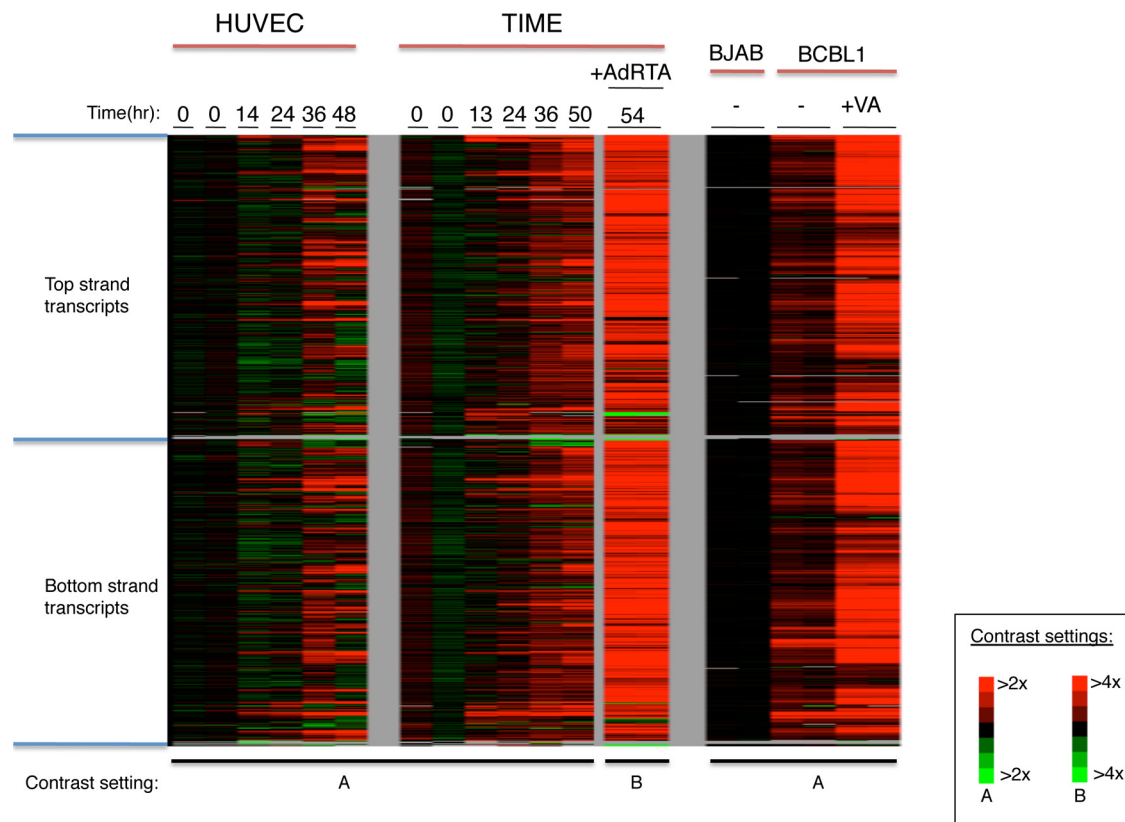 HUVEC
TIME
BJAB
BCBL1
+AdRTA
- - +VA
Time(hr): 0 0 14 24 36 48 0 0 13 24 36 50 54
Top strand
transcripts
Bottom strand
transcripts
Contrast settings:
>2x >4x
>2x >4x
A B
Contrast setting: A B A